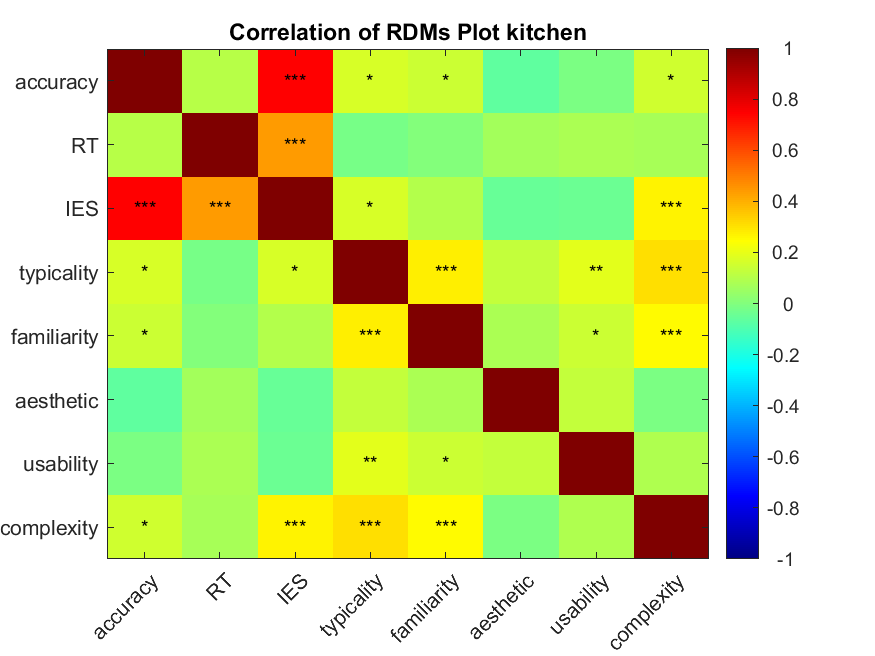 Correlation of RDMs Plot kitchen
accuracy *** * * *
RT ***
IES *** *** * ***
typicality * * *** ** ***
familiarity * *** * ***
aesthetic
usability ** *
complexity * *** *** ***
accuracy RT IES typicality familiarity aesthetic usability complexity
1
0.8
0.6
0.4
0.2
0
-0.2
-0.4
-0.6
-0.8
-1